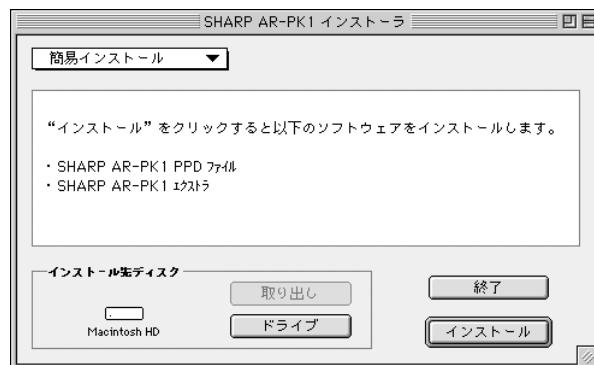 SHARP AR-PK1 インストーラ
簡易インストール
“インストール” をクリックすると以下のソフトウェアをインストールします。
・SHARP AR-PK1 PPD ファイル
・SHARP AR-PK1 エクストラ
インストール先ディスク
取り出し
終了
Macintosh HD
ドライブ
インストール